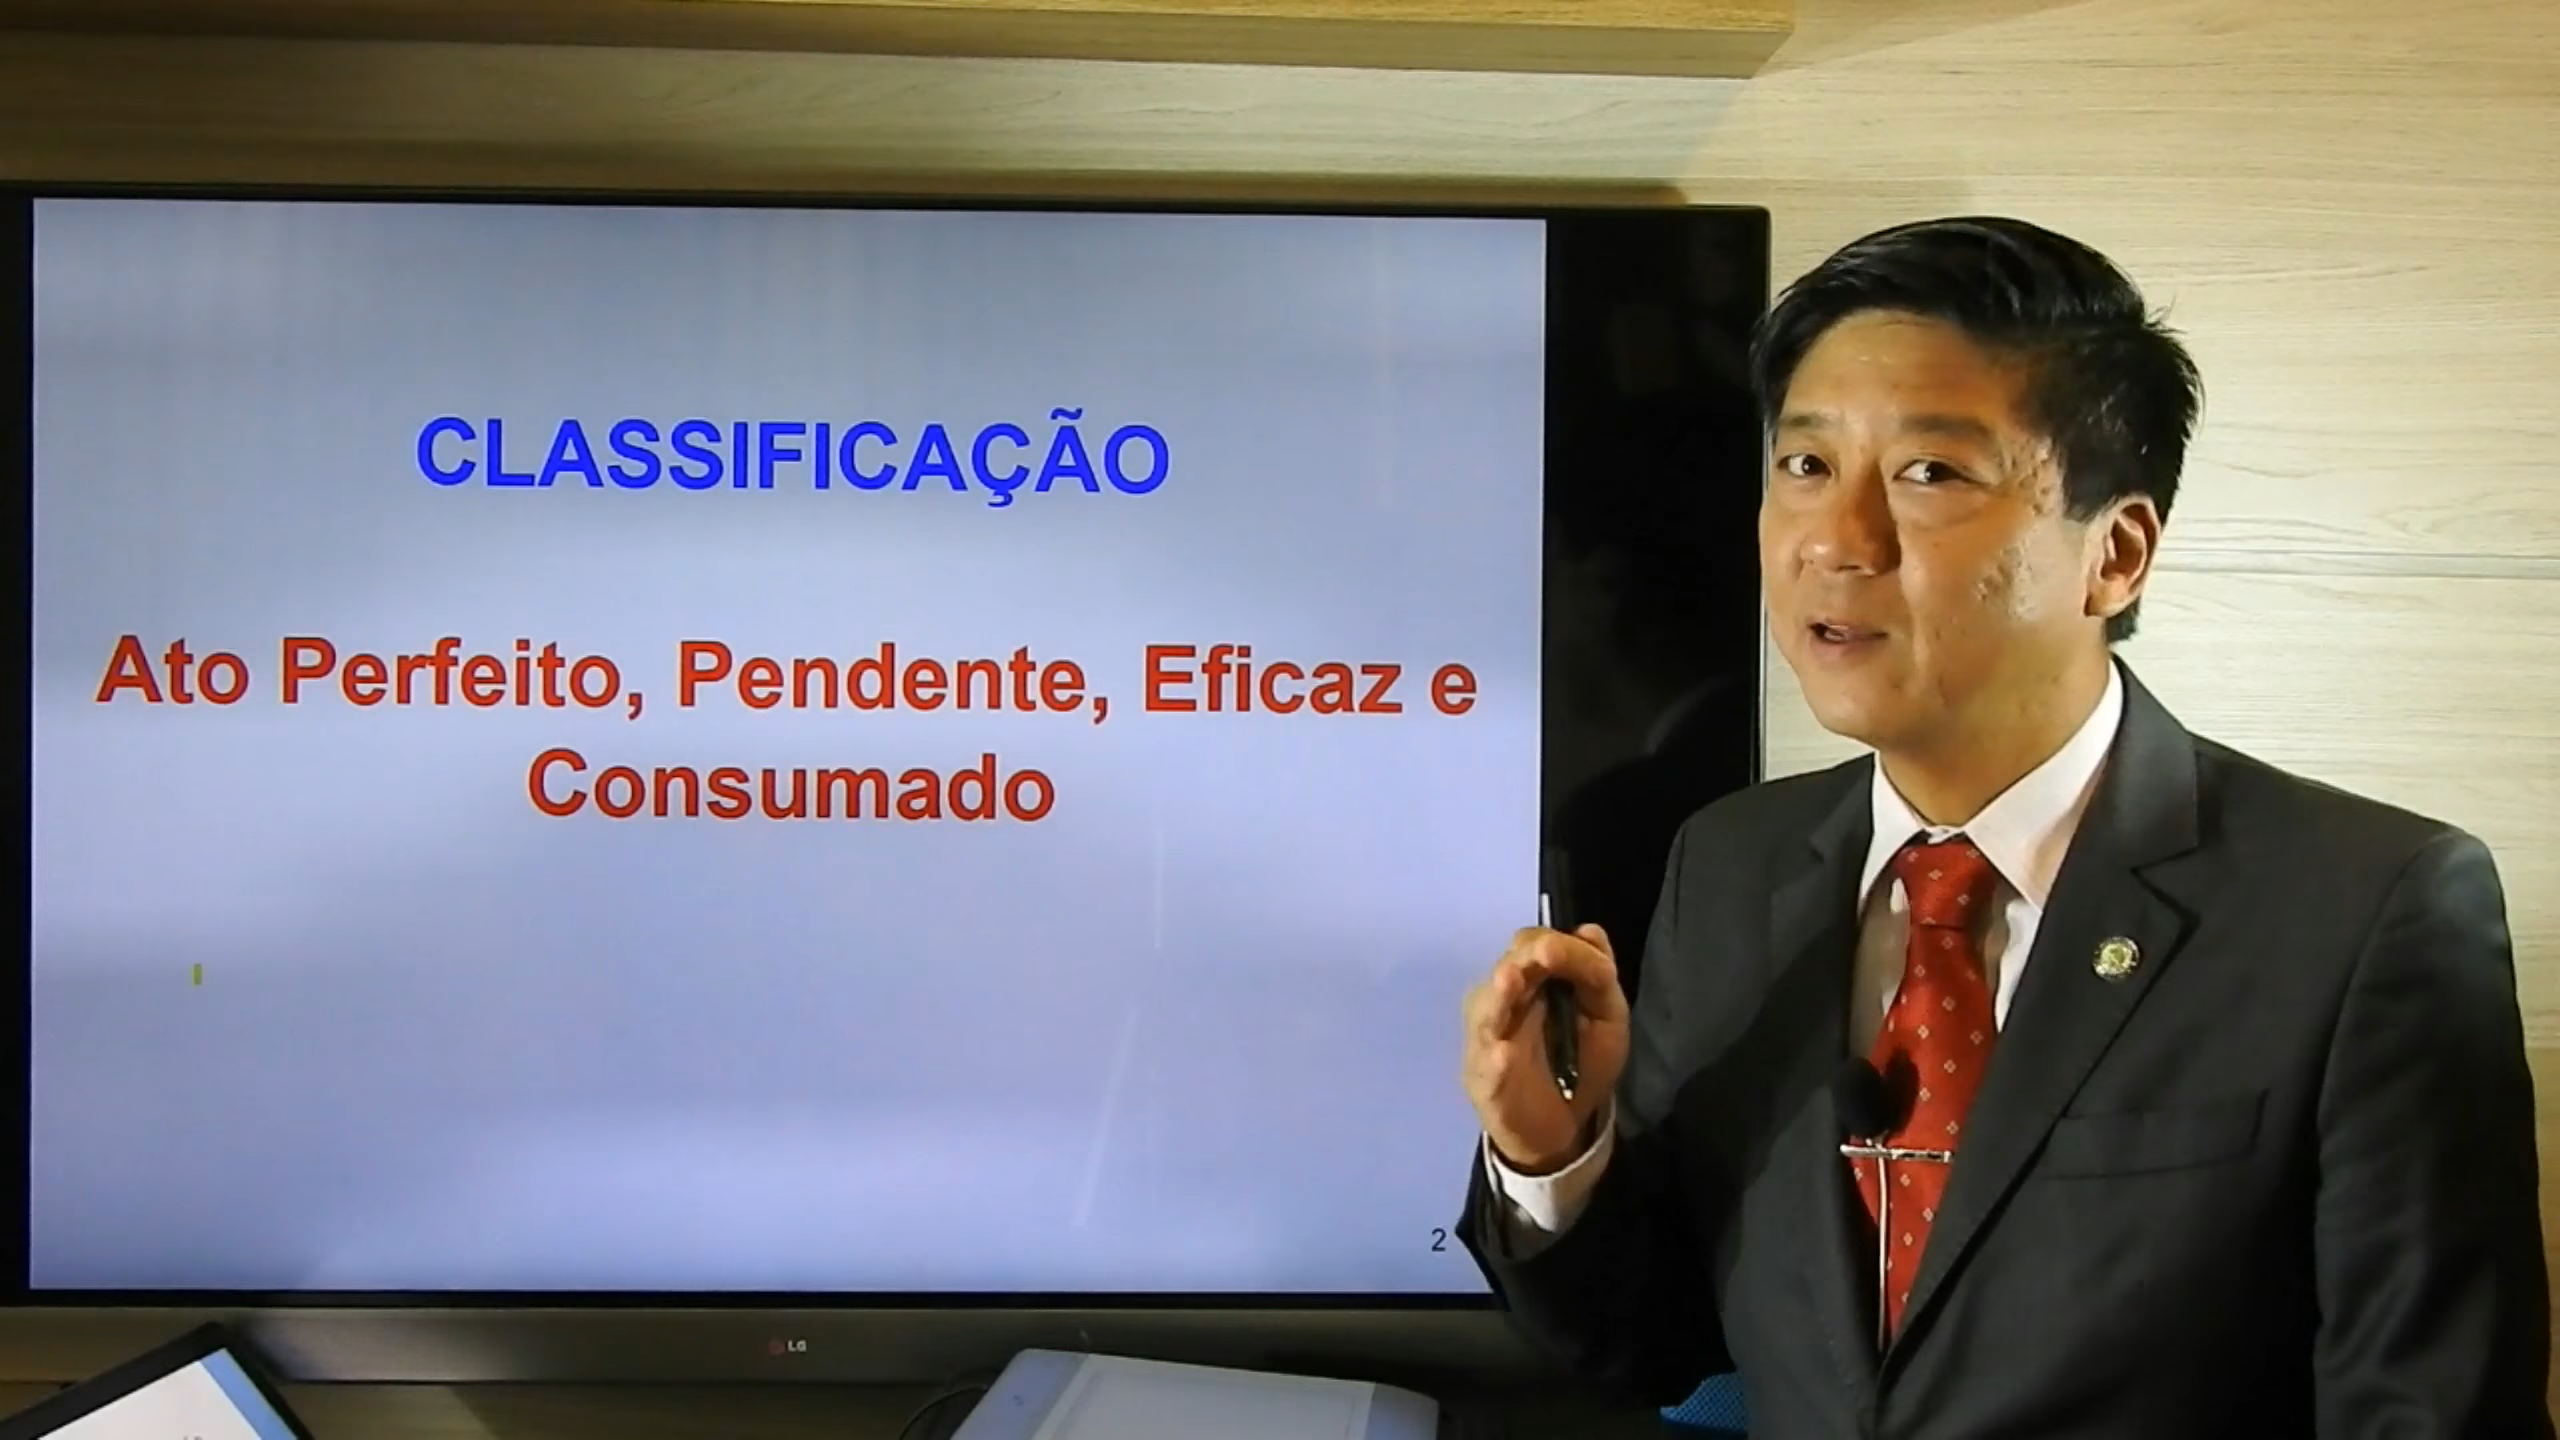 CLASSIFICAÇÃO
Ato Perfeito, Pendente, Eficaz e
Consumado
2
LG